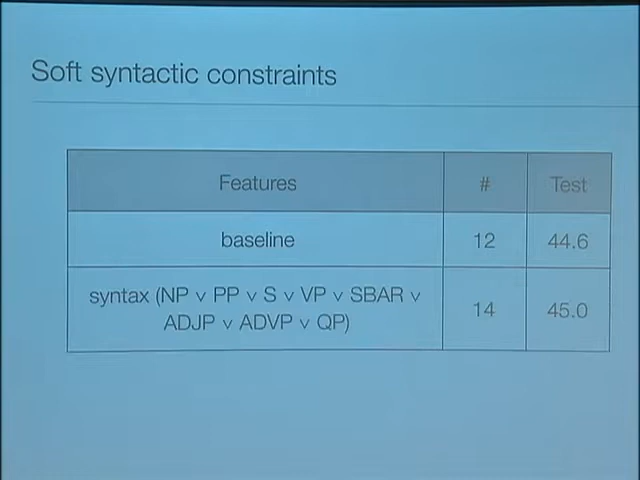 Soft syntactic constraints
Features # Test
baseline 12 44.6
syntax (NP v PP v S v VP v SBAR v
ADJP v ADVP v QP) 14 45.0